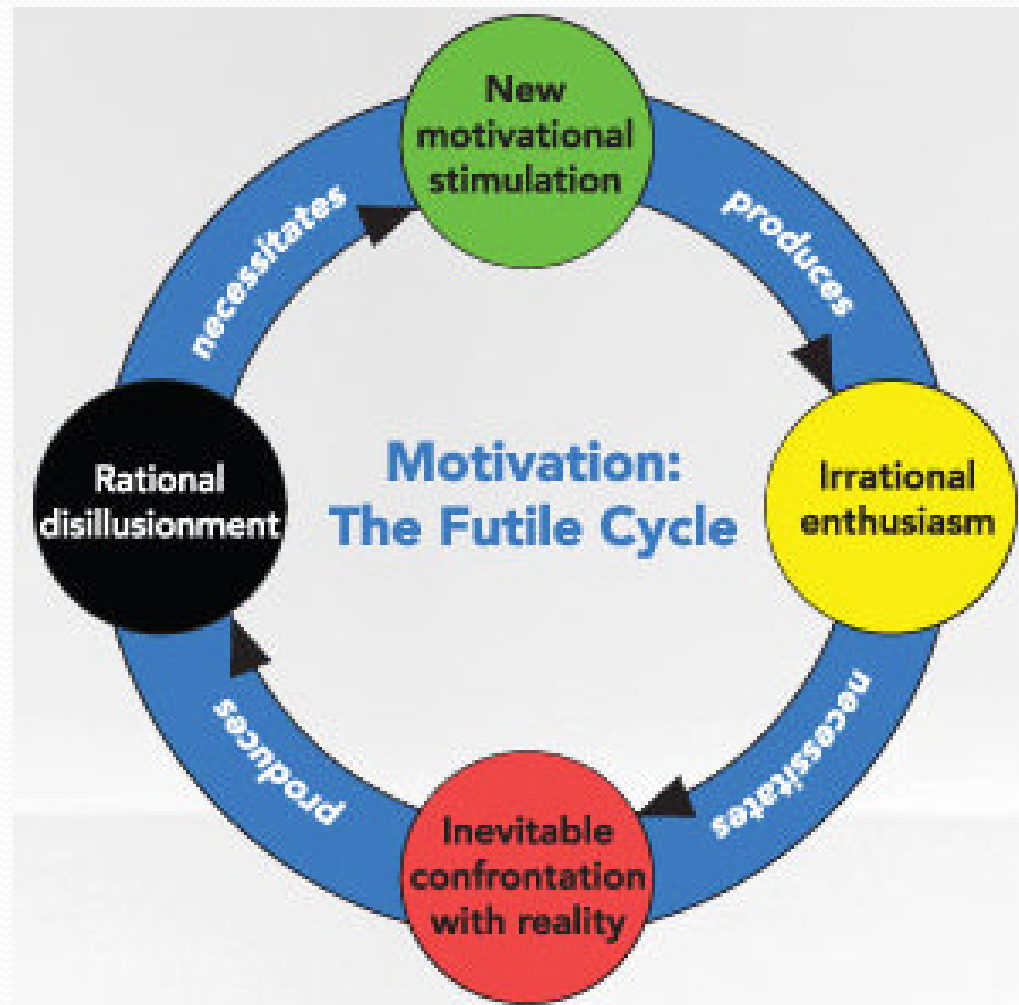 New
motivational
stimulation
produces
Irrational
enthusiasm
necessitates
Inevitable
confrontation
with reality
produces
Rational
disillusionment
necessitates
Motivation:
The Futile Cycle